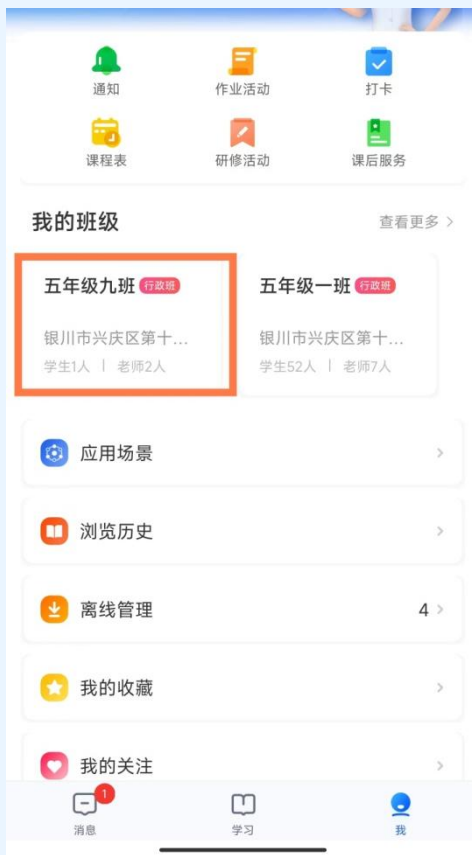 通知 作业活动 打卡
课程表 研修活动 课后服务
我的班级 查看更多
五年级九班 行政班
银川市兴庆区第十...
学生1人 | 老师2人
五年级一班 行政班
银川市兴庆区第十...
学生52人 | 老师7人
应用场景
浏览历史
离线管理 4
我的收藏
我的关注
1
消息 学习 我